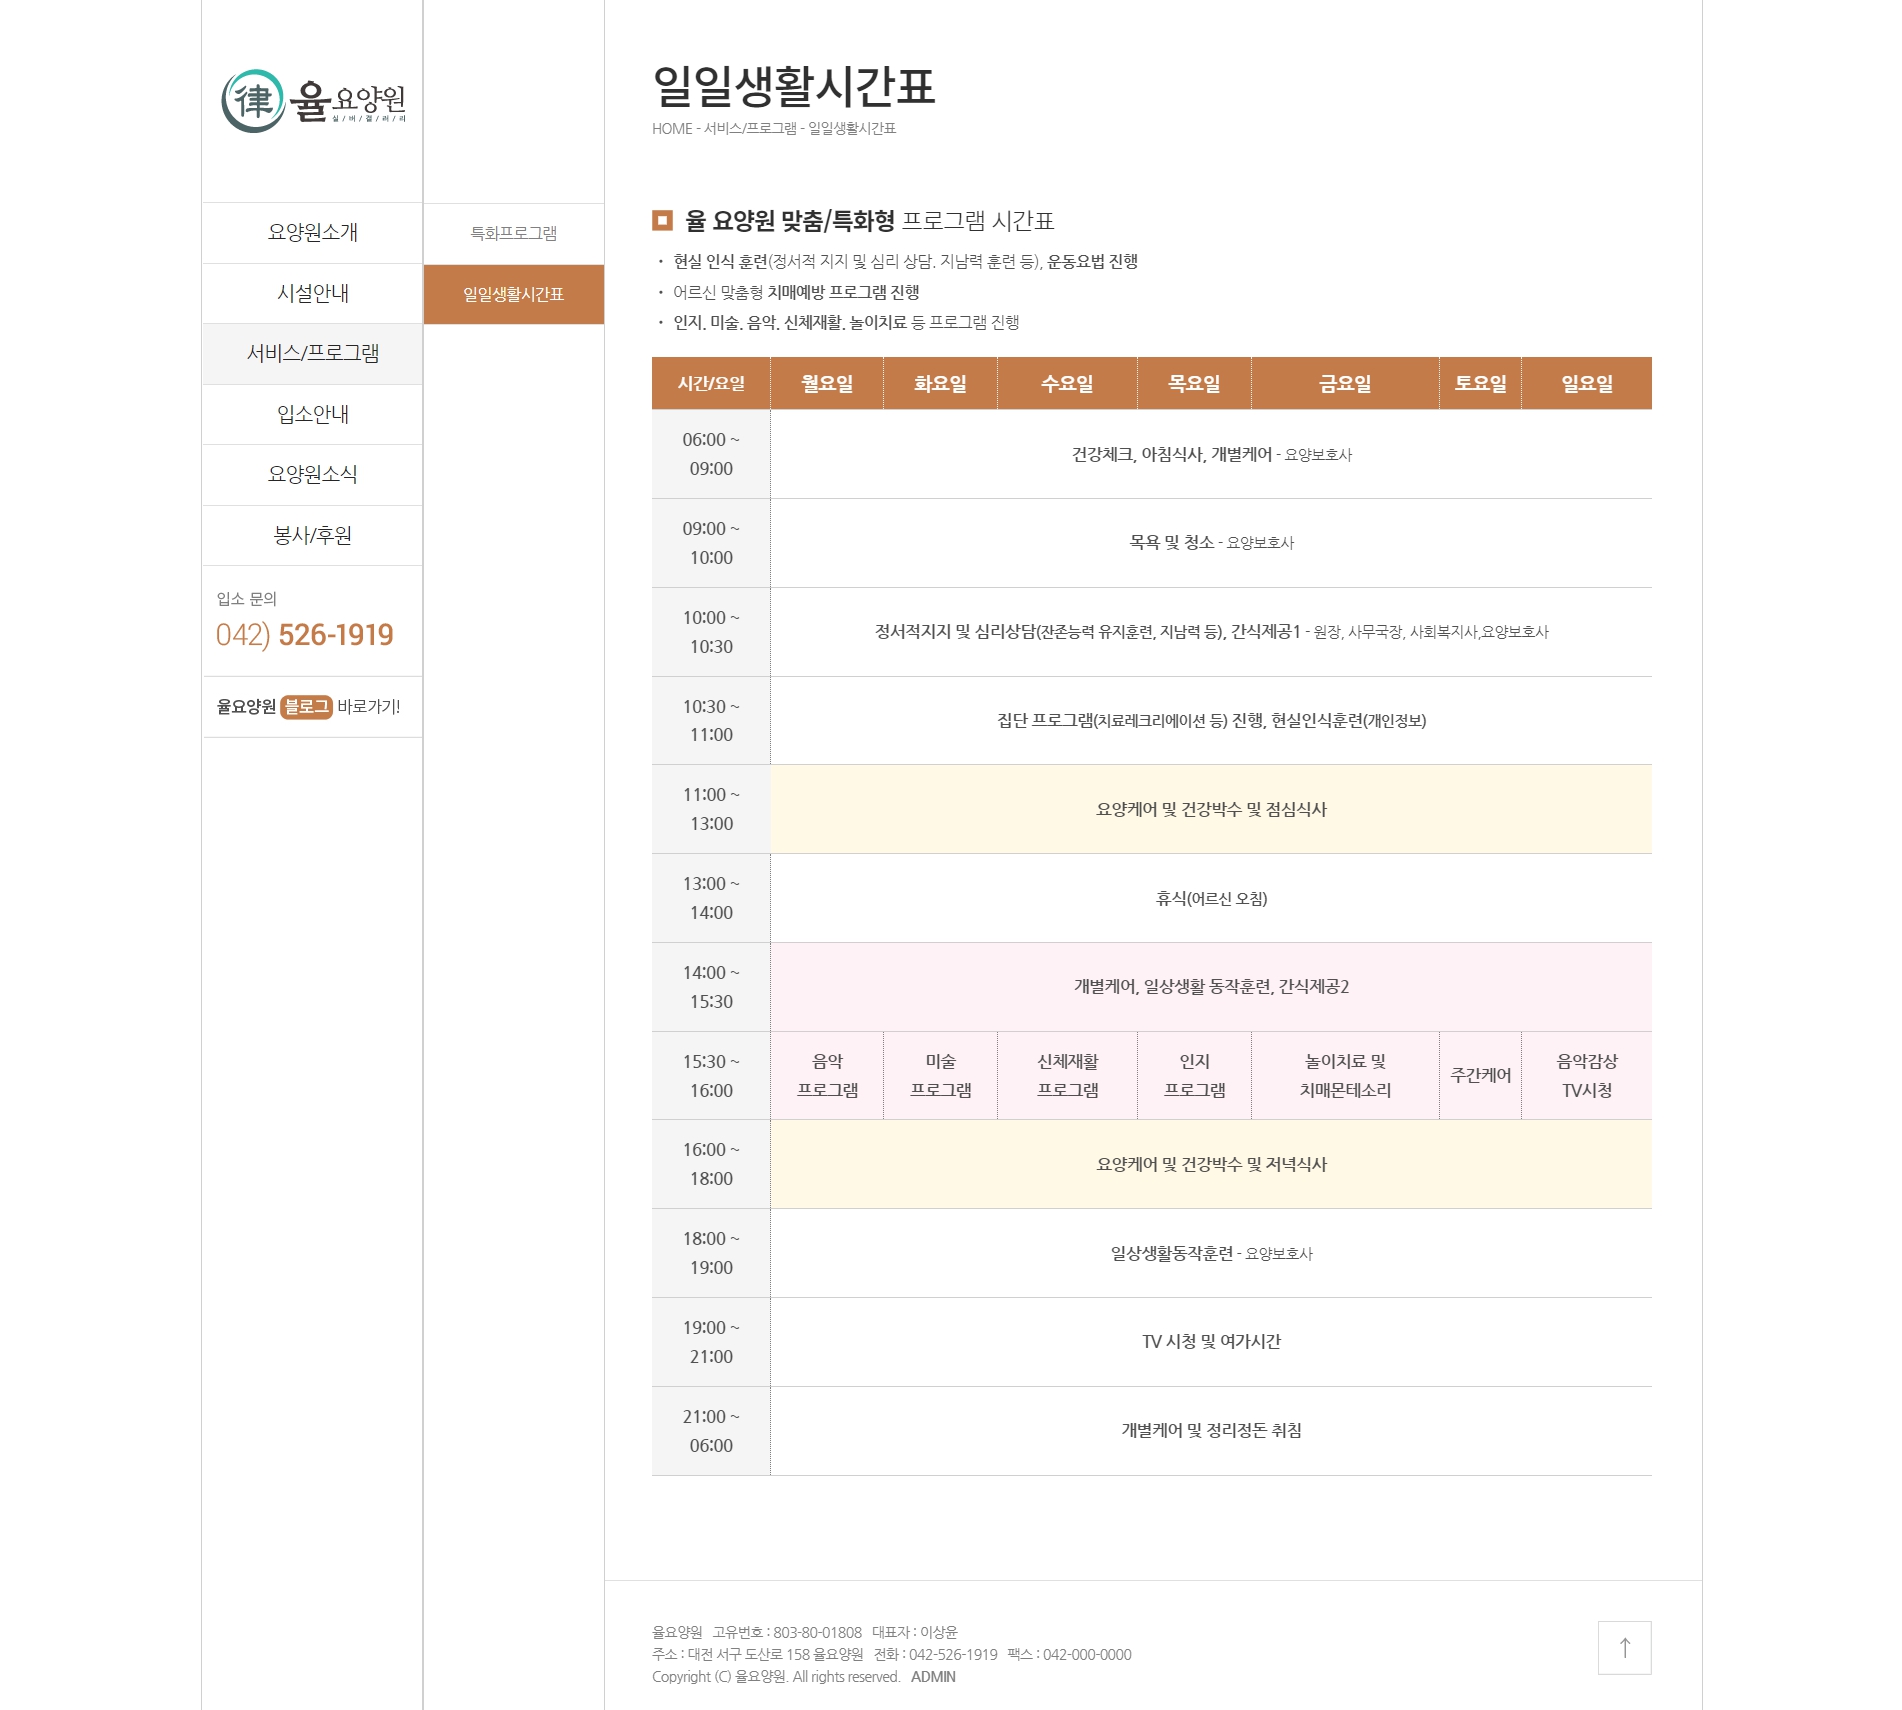 律 율요양원
실/버/갤/러/리
요양원소개
시설안내
서비스/프로그램
입소안내
요양원소식
봉사/후원
입소 문의
042) 526-1919
율요양원 블로그 바로가기!
특화프로그램
일일생활시간표
일일생활시간표
HOME - 서비스/프로그램 - 일일생활시간표
율 요양원 맞춤/특화형 프로그램 시간표
· 현실 인식 훈련(정서적 지지 및 심리 상담. 지남력 훈련 등), 운동요법 진행
· 어르신 맞춤형 치매예방 프로그램 진행
· 인지. 미술. 음악. 신체재활. 놀이치료 등 프로그램 진행
시간/요일 월요일 화요일 수요일 목요일 금요일 토요일 일요일
06:00 ~
09:00
건강체크, 아침식사, 개별케어 - 요양보호사
09:00 ~
10:00
목욕 및 청소 - 요양보호사
10:00 ~
10:30
정서적지지 및 심리상담(잔존능력 유지훈련, 지남력 등), 간식제공1 - 원장, 사무국장, 사회복지사,요양보호사
10:30 ~
11:00
집단 프로그램(치료레크리에이션 등) 진행, 현실인식훈련(개인정보)
11:00 ~
13:00
요양케어 및 건강박수 및 점심식사
13:00 ~
14:00
휴식(어르신 오침)
14:00 ~
15:30
개별케어, 일상생활 동작훈련, 간식제공2
15:30 ~
16:00
음악
프로그램
미술
프로그램
신체재활
프로그램
인지
프로그램
놀이치료 및
치매몬테소리
주간케어
음악감상
TV시청
16:00 ~
18:00
요양케어 및 건강박수 및 저녁식사
18:00 ~
19:00
일상생활동작훈련 - 요양보호사
19:00 ~
21:00
TV 시청 및 여가시간
21:00 ~
06:00
개별케어 및 정리정돈 취침
율요양원 고유번호 : 803-80-01808 대표자 : 이상윤
주소 : 대전 서구 도산로 158 율요양원 전화 : 042-526-1919 팩스 : 042-000-0000
Copyright (C) 율요양원. All rights reserved. ADMIN